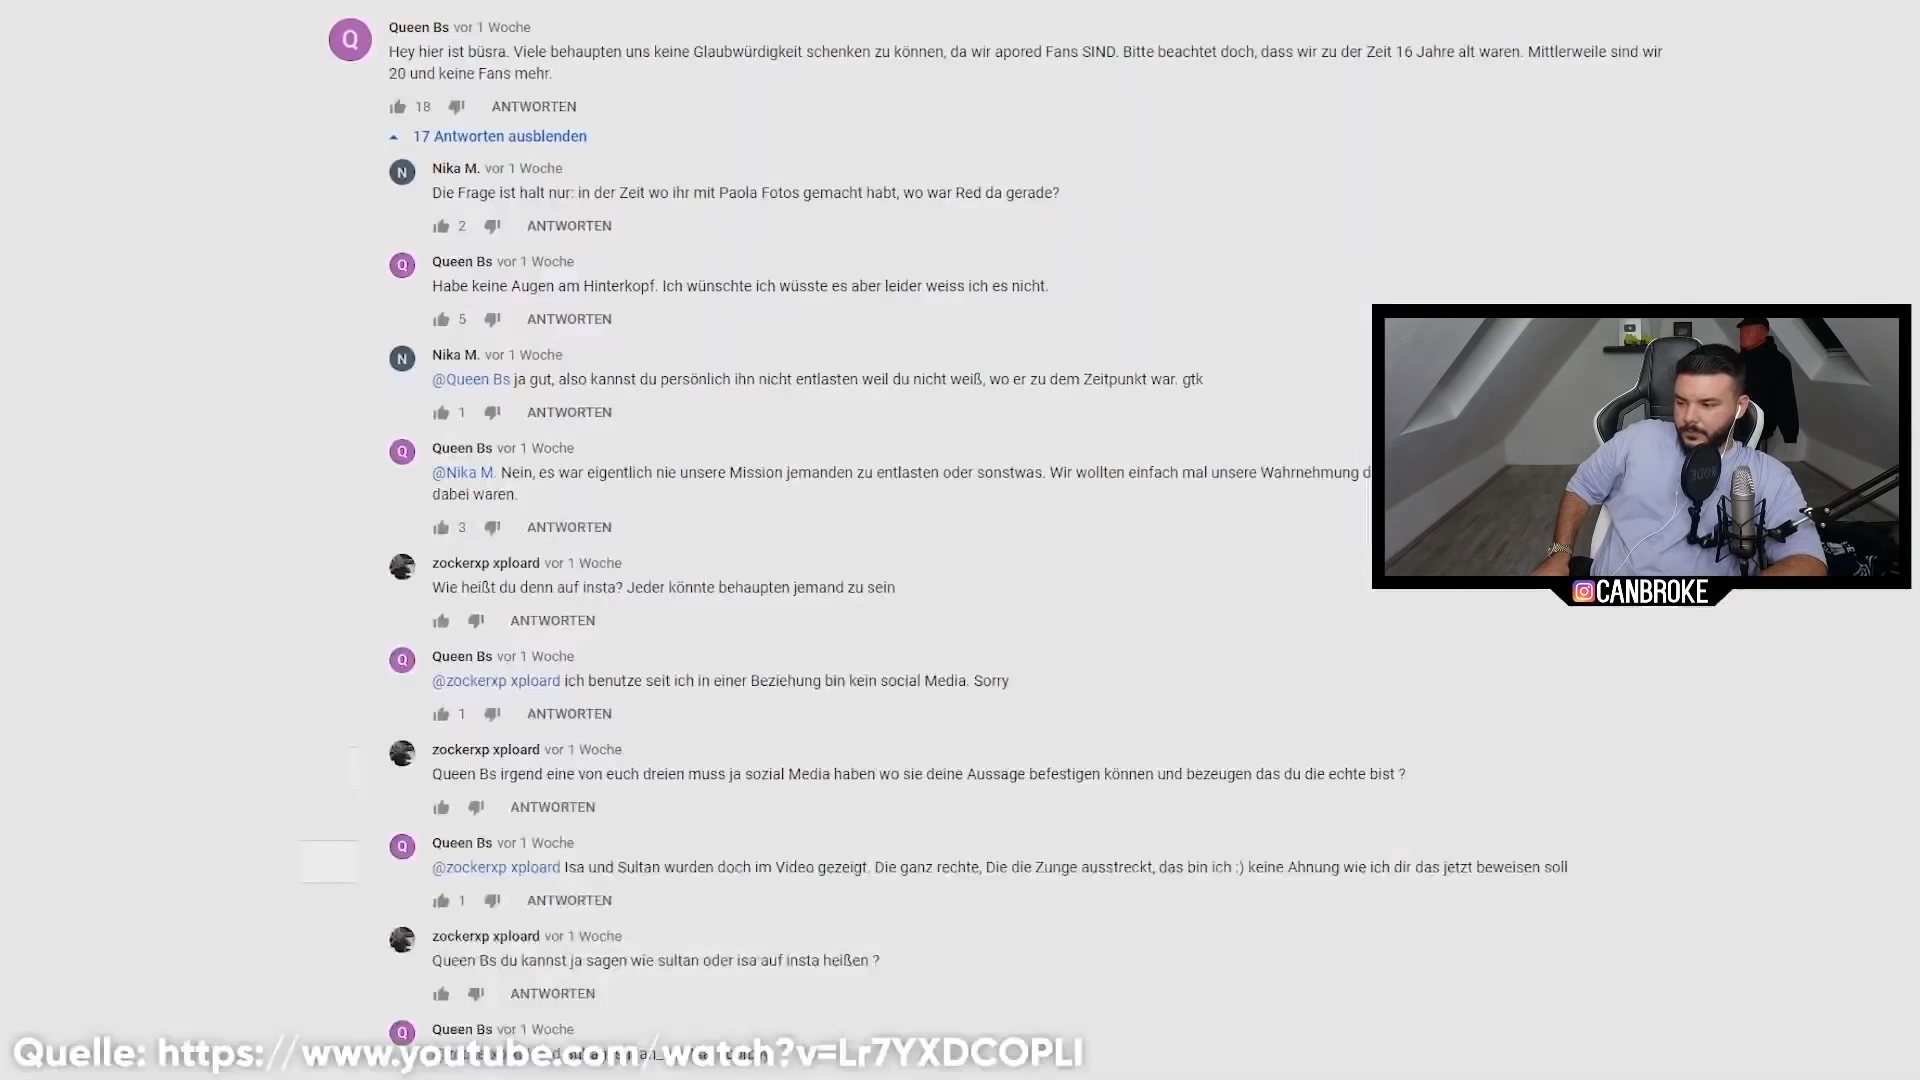 Queen Bs vor 1 Woche
Hey hier ist büsra. Viele behaupten uns keine Glaubwürdigkeit schenken zu können, da wir apored Fans SIND. Bitte beachtet doch, dass wir zu der Zeit 16 Jahre alt waren. Mittlerweile sind wir
20 und keine Fans mehr.
18 ANTWORTEN
17 Antworten ausblenden
Nika M. vor 1 Woche
Die Frage ist halt nur: in der Zeit wo ihr mit Paola Fotos gemacht habt, wo war Red da gerade?
2 ANTWORTEN
Queen Bs vor 1 Woche
Habe keine Augen am Hinterkopf. Ich wünschte ich wüsste es aber leider weiss ich es nicht.
5 ANTWORTEN
Nika M. vor 1 Woche
@Queen Bs ja gut, also kannst du persönlich ihn nicht entlasten weil du nicht weiß, wo er zu dem Zeitpunkt war. gtk
1 ANTWORTEN
Queen Bs vor 1 Woche
@Nika M. Nein, es war eigentlich nie unsere Mission jemanden zu entlasten oder sonstwas. Wir wollten einfach mal unsere Wahrnehmung
dabei waren.
3 ANTWORTEN
zockerxp xploard vor 1 Woche
Wie heißt du denn auf insta? Jeder könnte behaupten jemand zu sein
ANTWORTEN
Queen Bs vor 1 Woche
@zockerxp xploard ich benutze seit ich in einer Beziehung bin kein social Media. Sorry
1 ANTWORTEN
zockerxp xploard vor 1 Woche
Queen Bs irgend eine von euch dreien muss ja sozial Media haben wo sie deine Aussage befestigen können und bezeugen das du die echte bist ?
ANTWORTEN
Queen Bs vor 1 Woche
@zockerxp xploard Isa und Sultan wurden doch im Video gezeigt. Die ganz rechte, Die die Zunge ausstreckt, das bin ich :) keine Ahnung wie ich dir das jetzt beweisen soll
1 ANTWORTEN
zockerxp xploard vor 1 Woche
Queen Bs du kannst ja sagen wie sultan oder isa auf insta heißen ?
ANTWORTEN
Queen Bs vor 1 Woche
Quelle: https://www.youtube.com/watch?v=Lr7YXDCOPLI
RODE
CANBROKE